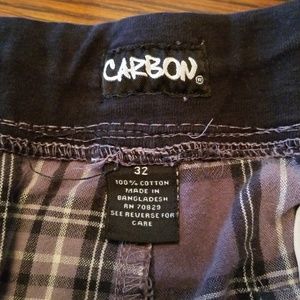 CARBON®
32
100% COTTON
MADE IN
BANGLADESH
RN 70829
SEE REVERSE FOR
CARE